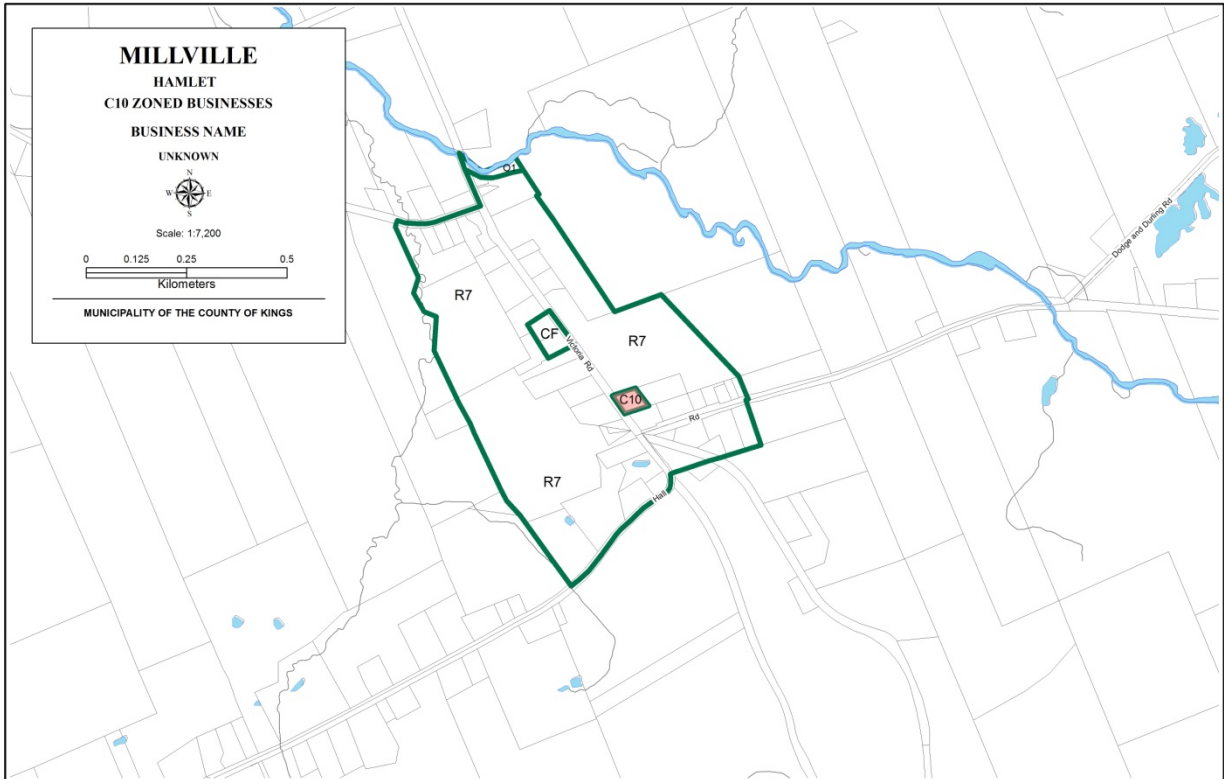 MILLVILLE
HAMLET
C10 ZONED BUSINESSES
BUSINESS NAME
UNKNOWN
N
W E
S
Scale: 1:7,200
0 0.125 0.25 0.5
Kilometers
MUNICIPALITY OF THE COUNTY OF KINGS
O1
Dodge and Durling Rd
R7
CF
Victoria Rd
R7
C10
Rd
R7
Hall